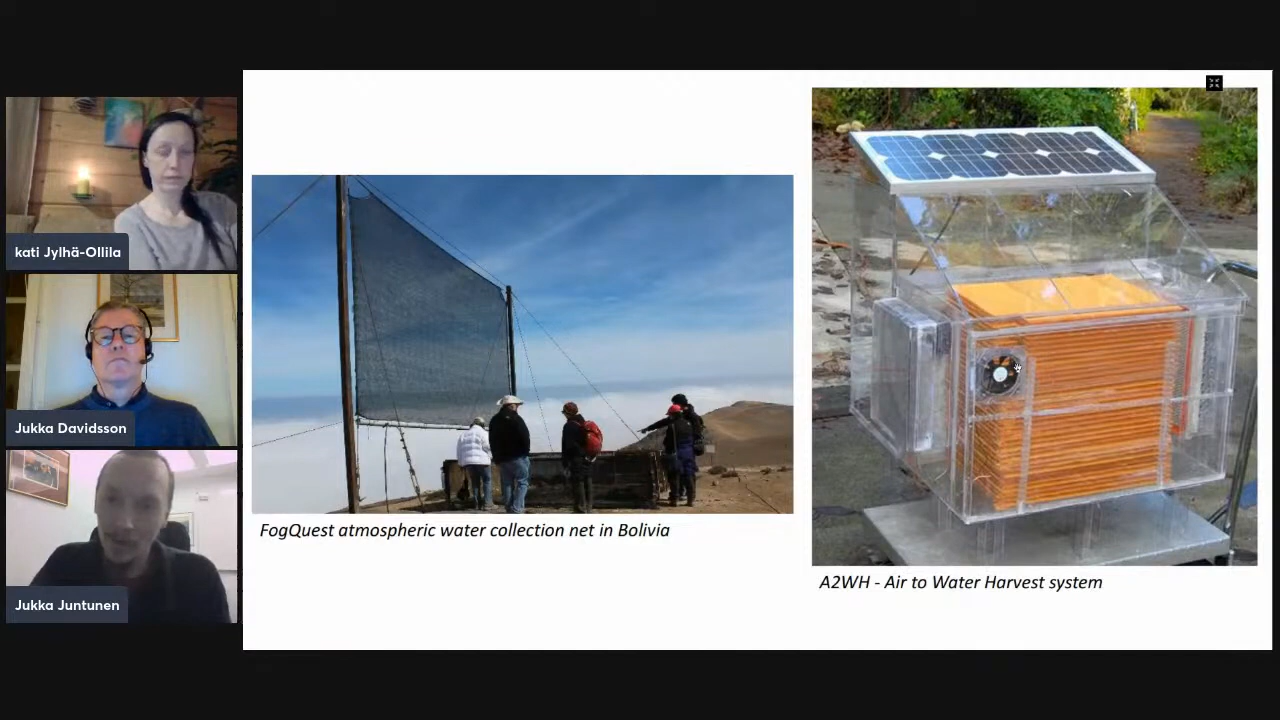 kati Jylhä-Ollila
Jukka Davidsson
Jukka Juntunen
FogQuest atmospheric water collection net in Bolivia
A2WH - Air to Water Harvest system